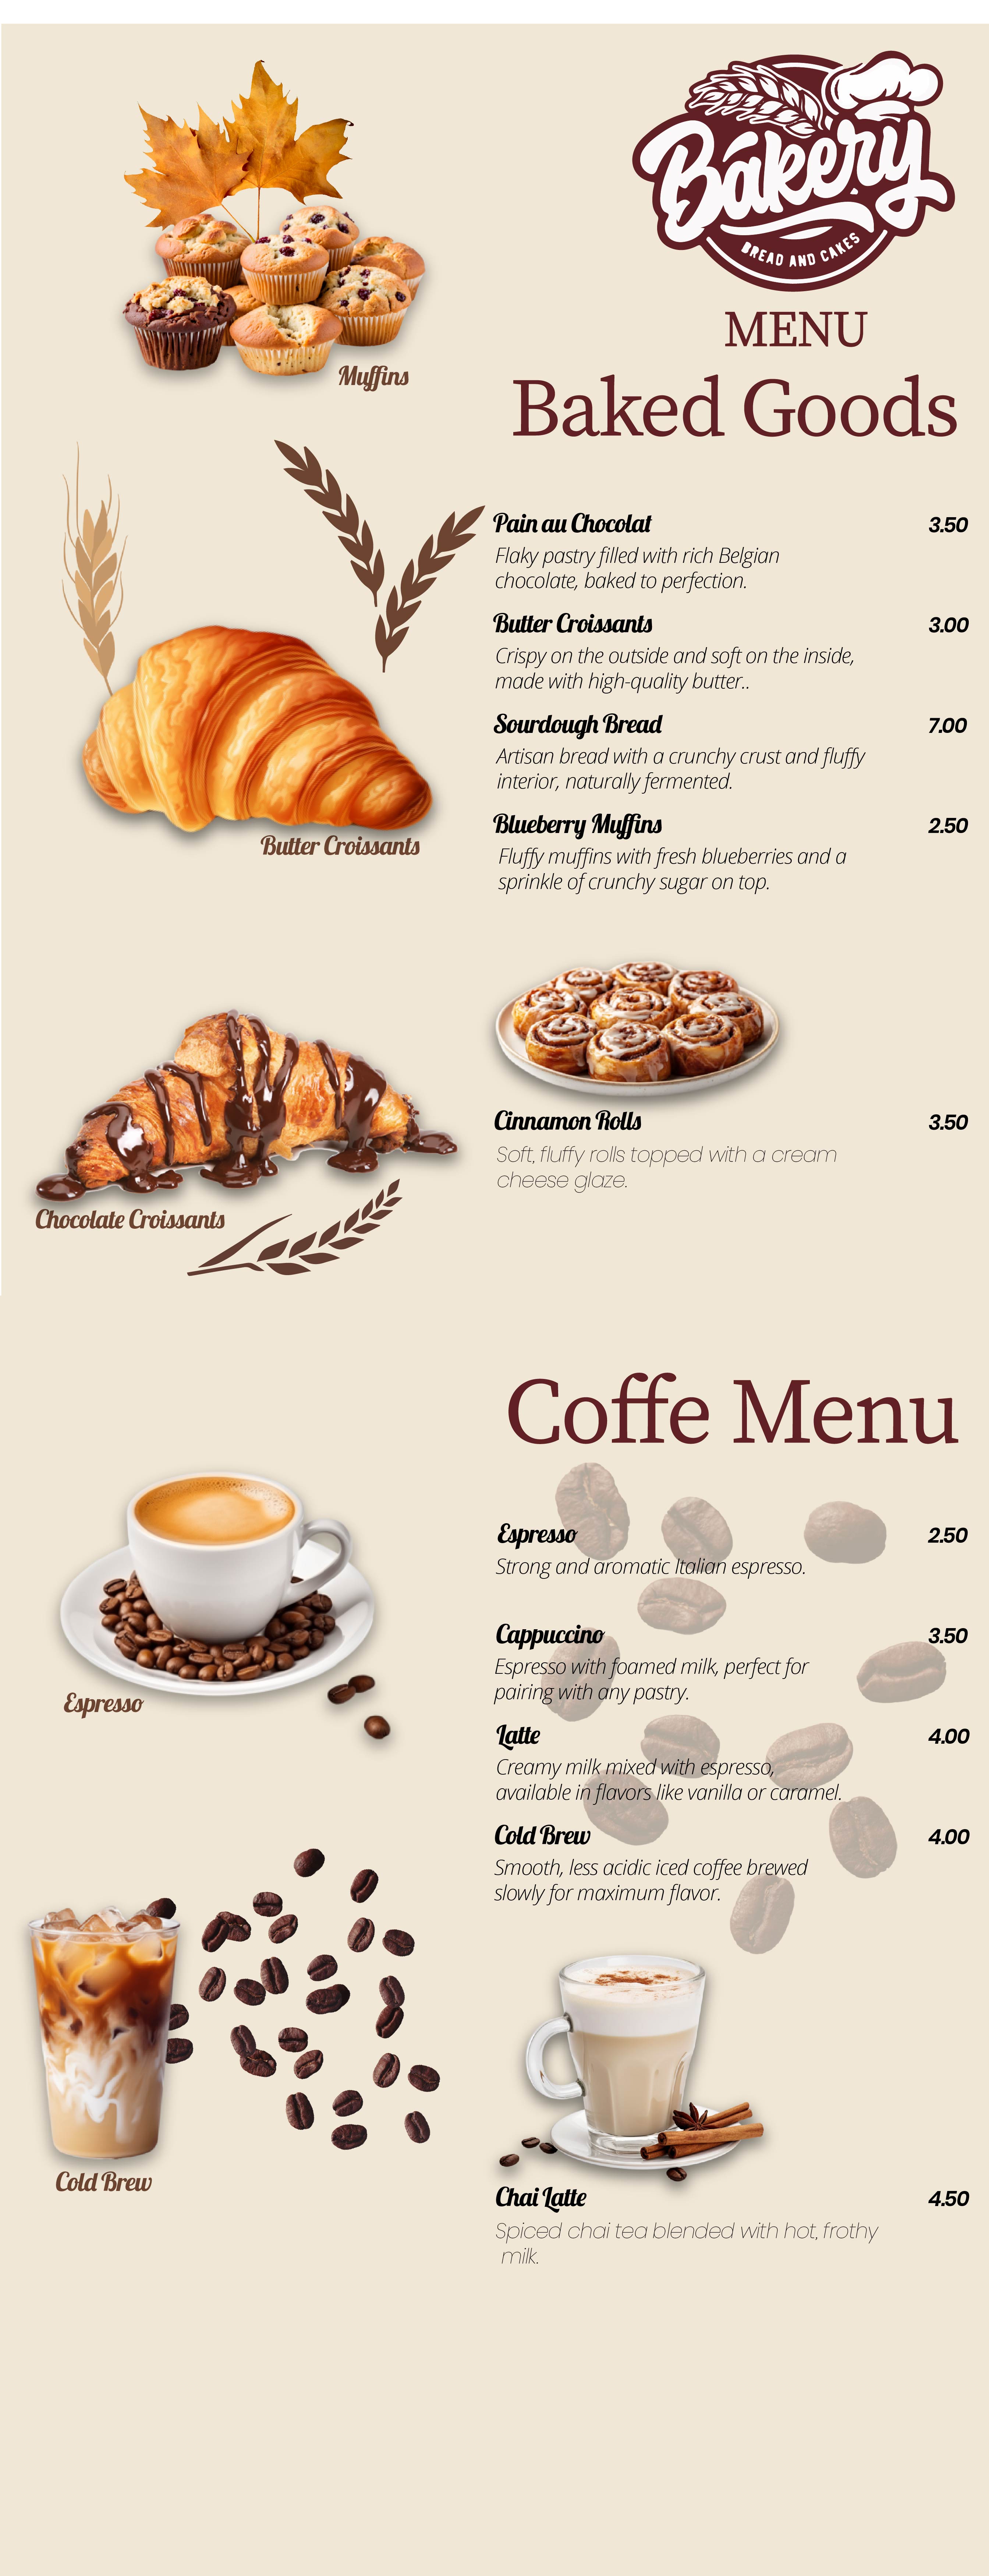 Bakery
BREAD AND CAKES
MENU
Baked Goods
Muffins
Pain au Chocolat 3.50
Flaky pastry filled with rich Belgian
chocolate, baked to perfection.
Butter Croissants 3.00
Crispy on the outside and soft on the inside,
made with high-quality butter..
Sourdough Bread 7.00
Artisan bread with a crunchy crust and fluffy
interior, naturally fermented.
Blueberry Muffins 2.50
Fluffy muffins with fresh blueberries and a
sprinkle of crunchy sugar on top.
Butter Croissants
Cinnamon Rolls 3.50
Soft, fluffy rolls topped with a cream
cheese glaze.
Chocolate Croissants
Coffe Menu
Espresso 2.50
Strong and aromatic Italian espresso.
Cappuccino 3.50
Espresso with foamed milk, perfect for
pairing with any pastry.
Espresso
Latte 4.00
Creamy milk mixed with espresso,
available in flavors like vanilla or caramel.
Cold Brew 4.00
Smooth, less acidic iced coffee brewed
slowly for maximum flavor.
Cold Brew
Chai Latte 4.50
Spiced chai tea blended with hot, frothy
milk.